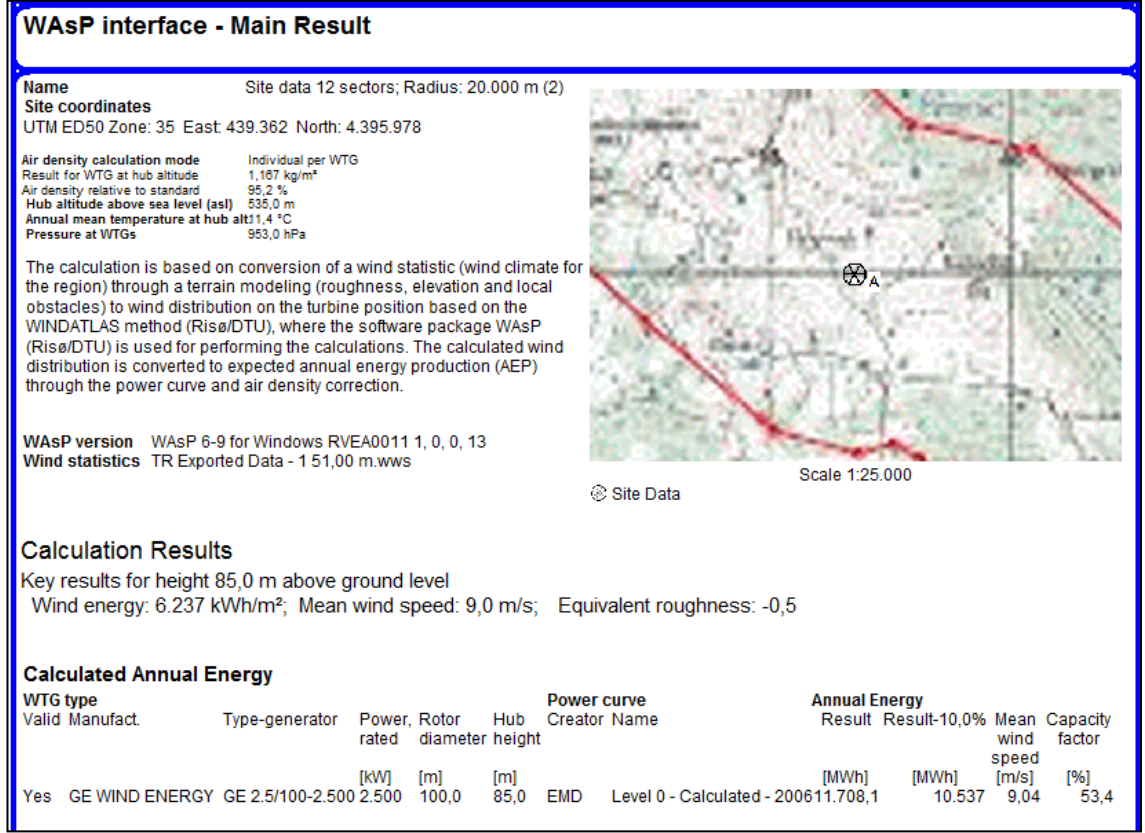 WAsP interface - Main Result
Name Site data 12 sectors; Radius: 20.000 m (2)
Site coordinates
UTM ED50 Zone: 35 East: 439.362 North: 4.395.978
Air density calculation mode Individual per WTG
Result for WTG at hub altitude 1,167 kg/m³
Air density relative to standard 95,2 %
Hub altitude above sea level (asl) 535,0 m
Annual mean temperature at hub alt.11,4 °C
Pressure at WTGs 953,0 hPa
The calculation is based on conversion of a wind statistic (wind climate for
the region) through a terrain modeling (roughness, elevation and local
obstacles) to wind distribution on the turbine position based on the
WINDATLAS method (Risø/DTU), where the software package WAsP
(Risø/DTU) is used for performing the calculations. The calculated wind
distribution is converted to expected annual energy production (AEP)
through the power curve and air density correction.
WAsP version WAsP 6-9 for Windows RVEA0011 1, 0, 0, 13
Wind statistics TR Exported Data - 1 51,00 m.wws
A
Scale 1:25.000
Site Data
Calculation Results
Key results for height 85,0 m above ground level
Wind energy: 6.237 kWh/m²; Mean wind speed: 9,0 m/s; Equivalent roughness: -0,5
Calculated Annual Energy
WTG type Power curve Annual Energy
Valid Manufact. Type-generator Power, Rotor Hub Creator Name Result Result-10,0% Mean Capacity
rated diameter height wind factor
speed
[kW] [m] [m] [MWh] [MWh] [m/s] [%]
Yes GE WIND ENERGY GE 2.5/100-2.500 2.500 100,0 85,0 EMD Level 0 - Calculated - 200611.708,1 10.537 9,04 53,4